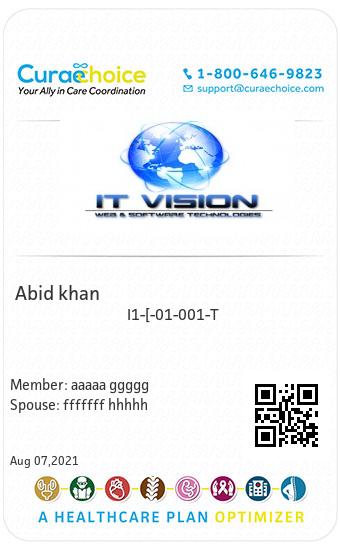 Curaechoice
Your Ally in Care Coordination
1-800-646-9823
support@curaechoice.com
IT VISION
WEB & SOFTWARE TECHNOLOGIES
Abid khan
I1-[-01-001-T
Member: aaaaa ggggg
Spouse: fffffff hhhhh
Aug 07,2021
A HEALTHCARE PLAN OPTIMIZER